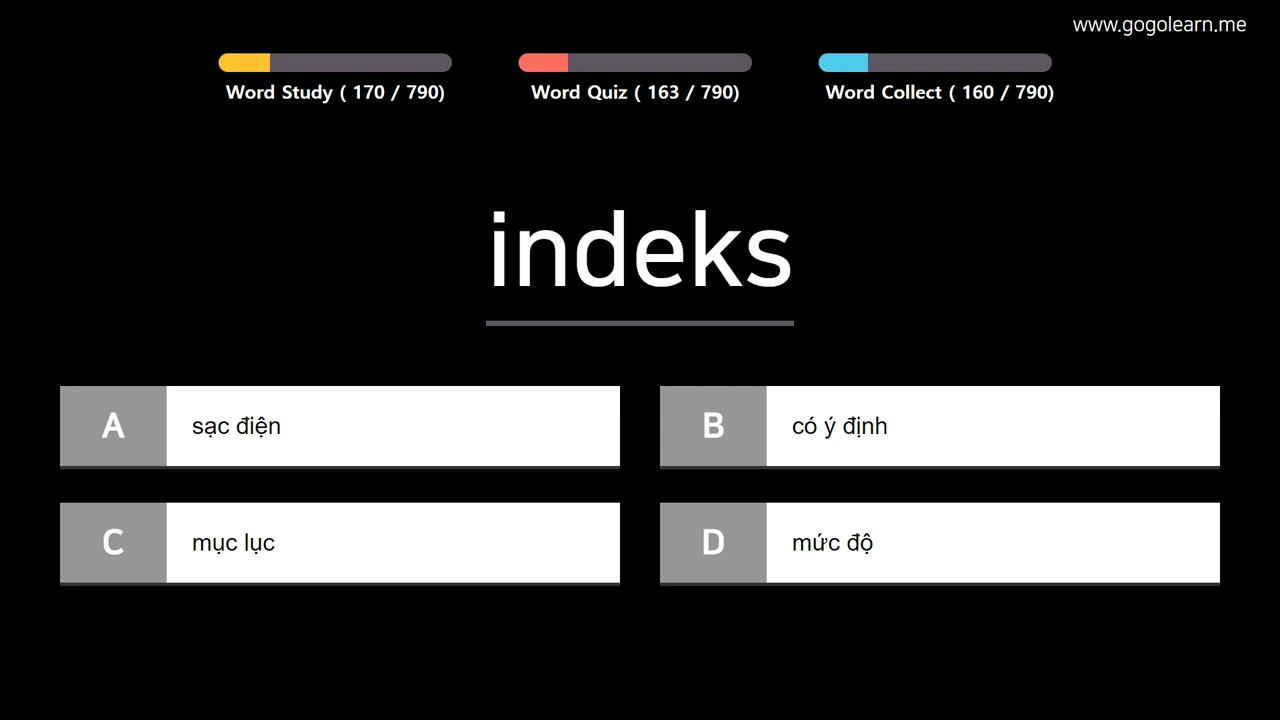 www.gogolearn.me
Word Study ( 170 / 790)
Word Quiz ( 163 / 790)
Word Collect ( 160 / 790)
indeks
A sạc điện
B có ý định
C mục lục
D mức độ